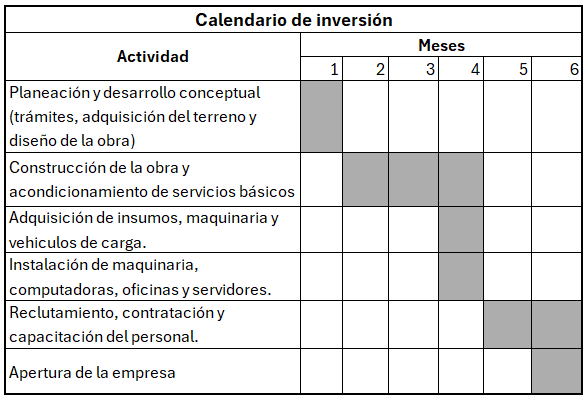 Calendario de inversión
Actividad
Meses
1 2 3 4 5 6
Planeación y desarrollo conceptual
(trámites, adquisición del terreno y
diseño de la obra)
Construcción de la obra y
acondicionamiento de servicios básicos
Adquisición de insumos, maquinaria y
vehiculos de carga.
Instalación de maquinaria,
computadoras, oficinas y servidores.
Reclutamiento, contratación y
capacitación del personal.
Apertura de la empresa